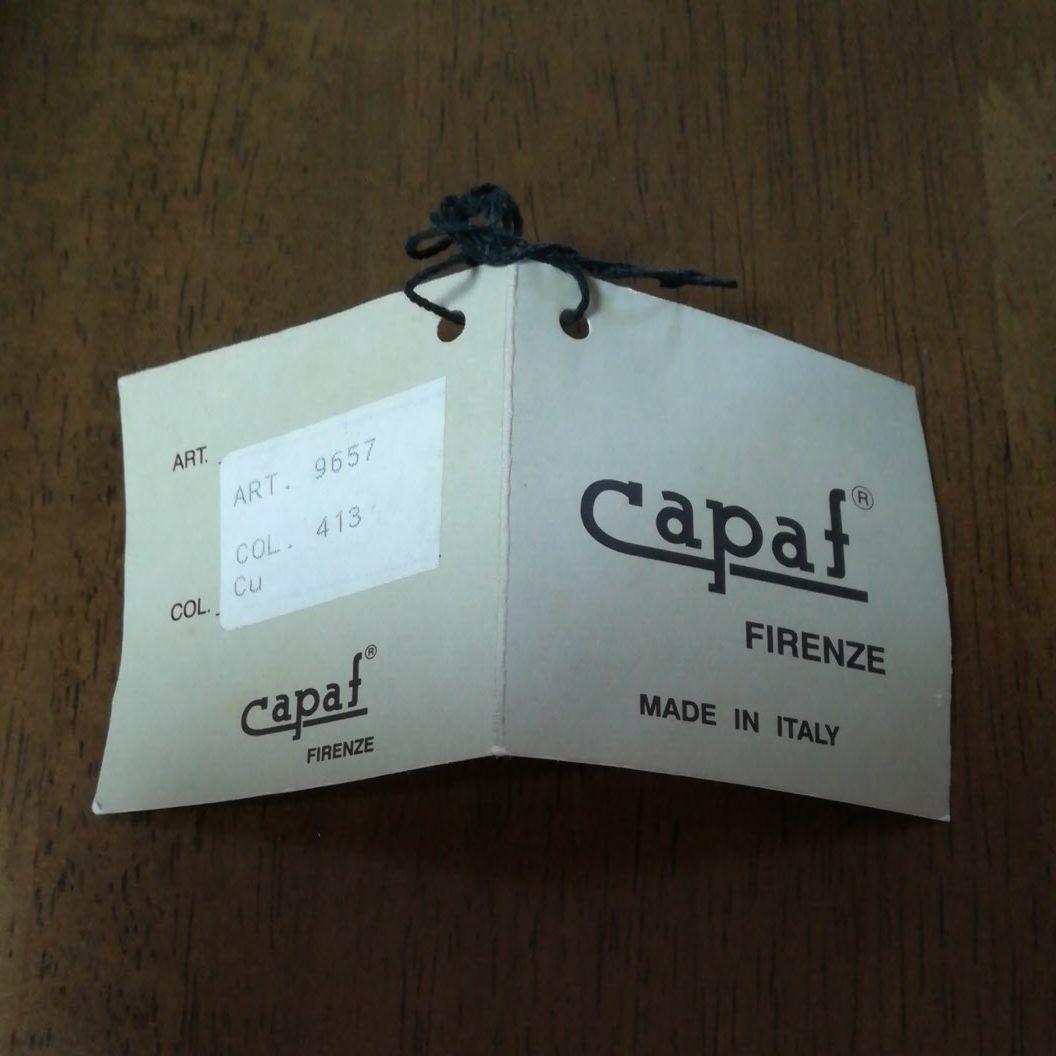 ART.
ART. 9657
COL. 413
Cu
COL.
Capaf®
FIRENZE
Capaf®
FIRENZE
MADE IN ITALY